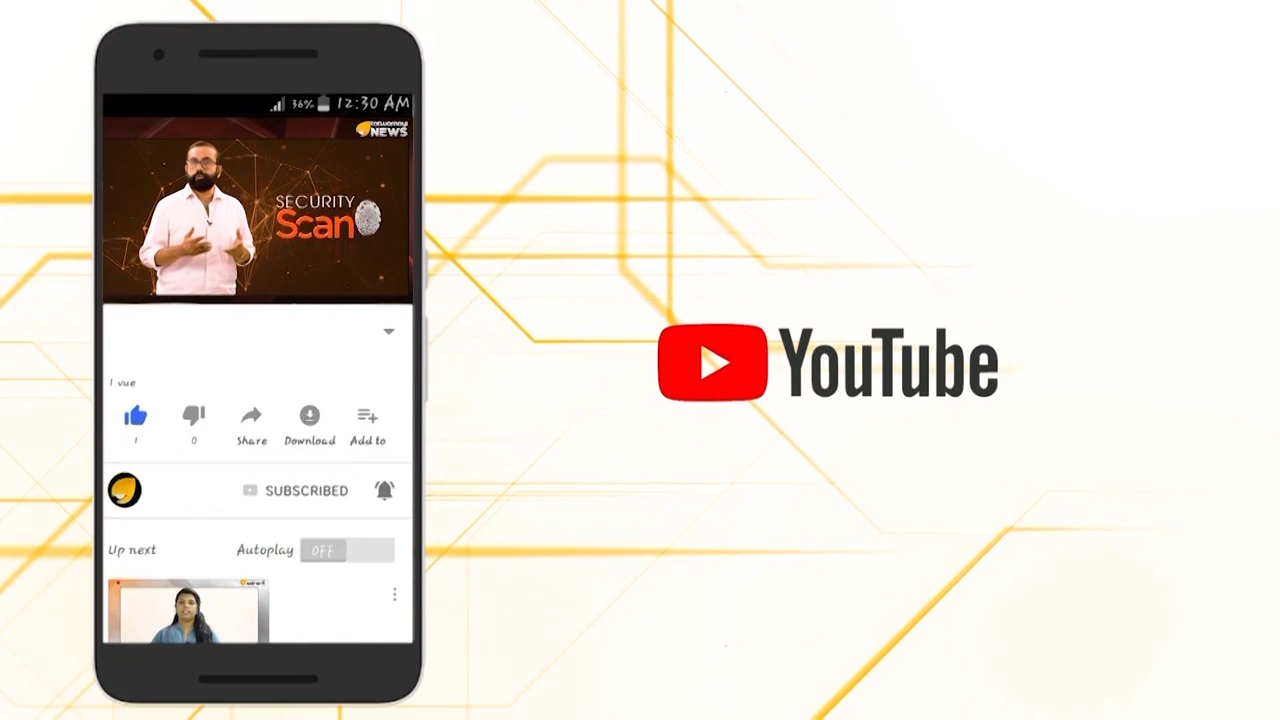 36% 12:30 AM
tatwamayi
NEWS
SECURITY
Scan
1 vue
1
0
Share
Download
Add to
SUBSCRIBED
Up next
Autoplay
OFF
YouTube